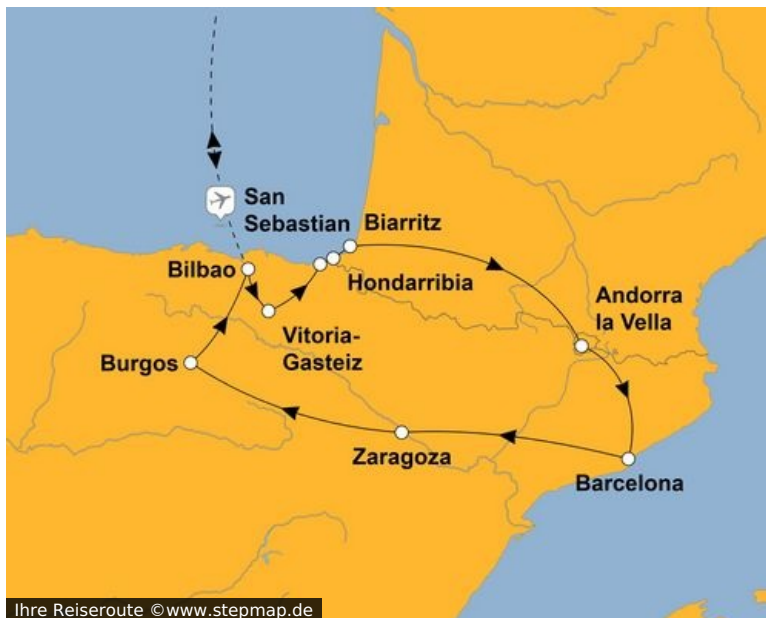 San
Sebastian
Biarritz
Bilbao
Hondarribia
Andorra
la Vella
Vitoria-
Gasteiz
Burgos
Zaragoza
Barcelona
Ihre Reiseroute ©www.stepmap.de